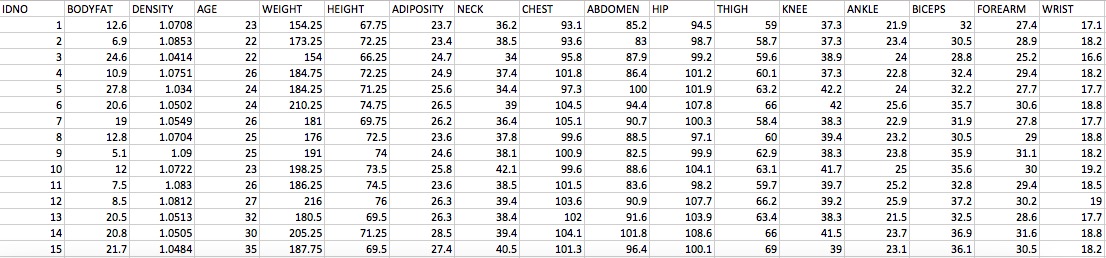 IDNO BODYFAT DENSITY AGE WEIGHT HEIGHT ADIPOSITY NECK CHEST ABDOMEN HIP THIGH KNEE ANKLE BICEPS FOREARM WRIST
1 12.6 1.0708 23 154.25 67.75 23.7 36.2 93.1 85.2 94.5 59 37.3 21.9 32 27.4 17.1
2 6.9 1.0853 22 173.25 72.25 23.4 38.5 93.6 83 98.7 58.7 37.3 23.4 30.5 28.9 18.2
3 24.6 1.0414 22 154 66.25 24.7 34 95.8 87.9 99.2 59.6 38.9 24 28.8 25.2 16.6
4 10.9 1.0751 26 184.75 72.25 24.9 37.4 101.8 86.4 101.2 60.1 37.3 22.8 32.4 29.4 18.2
5 27.8 1.034 24 184.25 71.25 25.6 34.4 97.3 100 101.9 63.2 42.2 24 32.2 27.7 17.7
6 20.6 1.0502 24 210.25 74.75 26.5 39 104.5 94.4 107.8 66 42 25.6 35.7 30.6 18.8
7 19 1.0549 26 181 69.75 26.2 36.4 105.1 90.7 100.3 58.4 38.3 22.9 31.9 27.8 17.7
8 12.8 1.0704 25 176 72.5 23.6 37.8 99.6 88.5 97.1 60 39.4 23.2 30.5 29 18.8
9 5.1 1.09 25 191 74 24.6 38.1 100.9 82.5 99.9 62.9 38.3 23.8 35.9 31.1 18.2
10 12 1.0722 23 198.25 73.5 25.8 42.1 99.6 88.6 104.1 63.1 41.7 25 35.6 30 19.2
11 7.5 1.083 26 186.25 74.5 23.6 38.5 101.5 83.6 98.2 59.7 39.7 25.2 32.8 29.4 18.5
12 8.5 1.0812 27 216 76 26.3 39.4 103.6 90.9 107.7 66.2 39.2 25.9 37.2 30.2 19
13 20.5 1.0513 32 180.5 69.5 26.3 38.4 102 91.6 103.9 63.4 38.3 21.5 32.5 28.6 17.7
14 20.8 1.0505 30 205.25 71.25 28.5 39.4 104.1 101.8 108.6 66 41.5 23.7 36.9 31.6 18.8
15 21.7 1.0484 35 187.75 69.5 27.4 40.5 101.3 96.4 100.1 69 39 23.1 36.1 30.5 18.2